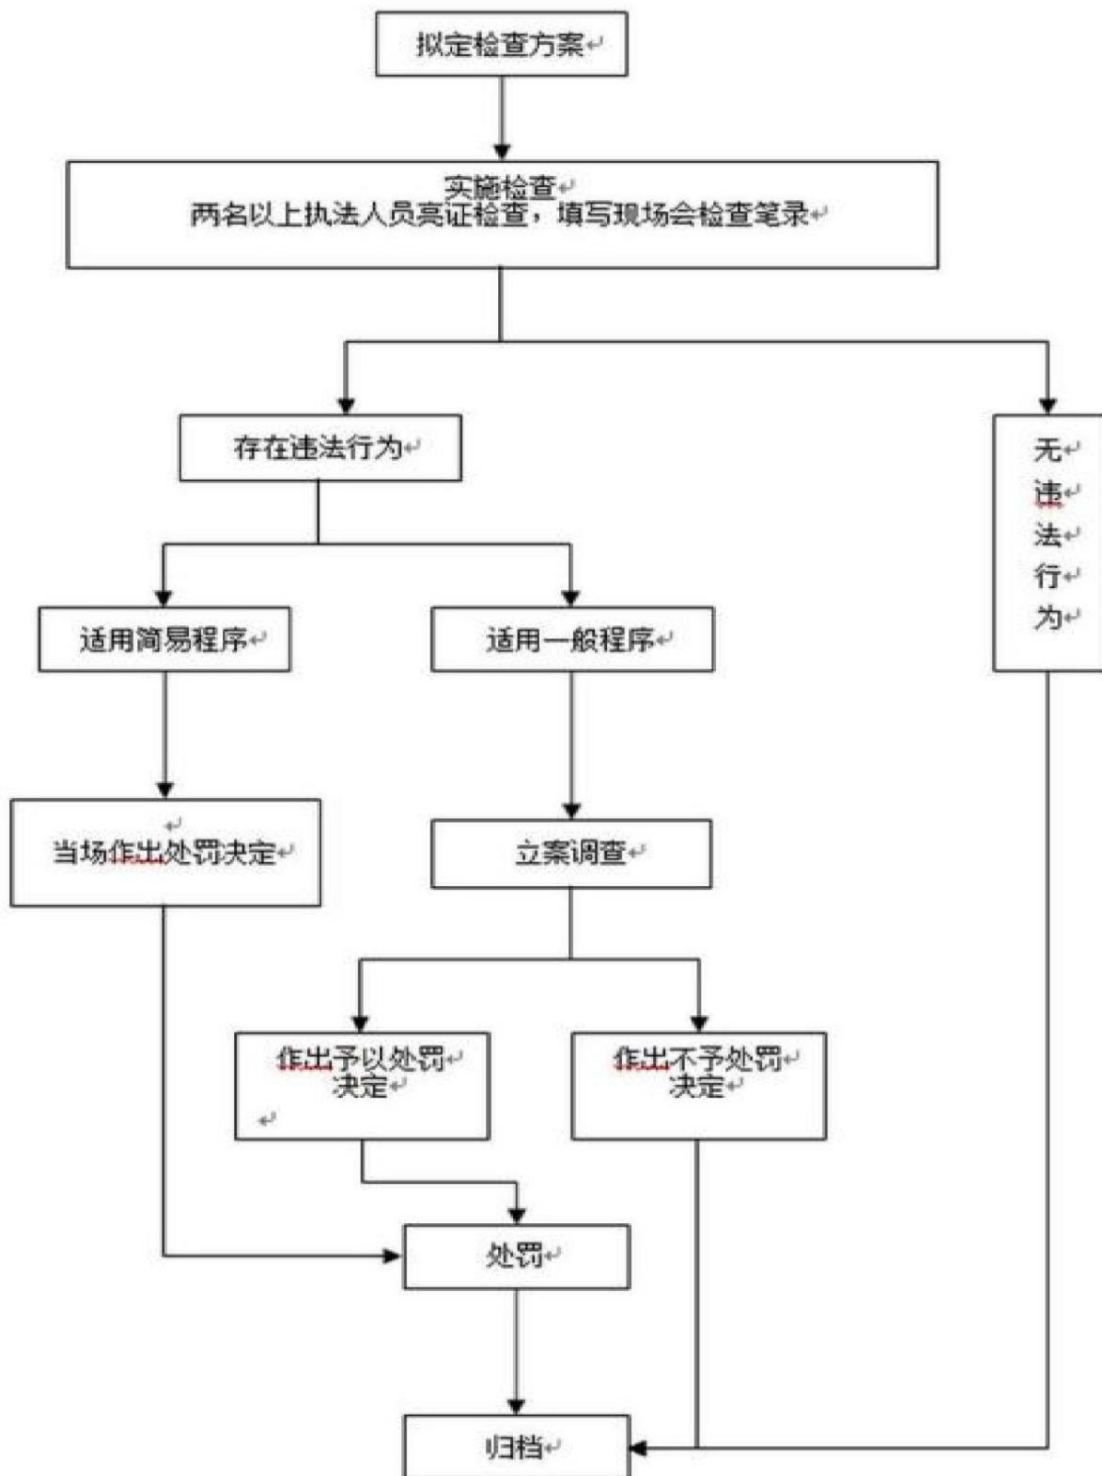 拟定检查方案
实施检查
两名以上执法人员亮证检查，填写现场会检查笔录
存在违法行为
无
违
法
行
为
适用简易程序
适用一般程序
当场作出处罚决定
立案调查
作出予以处罚
决定
作出不予处罚
决定
处罚
归档